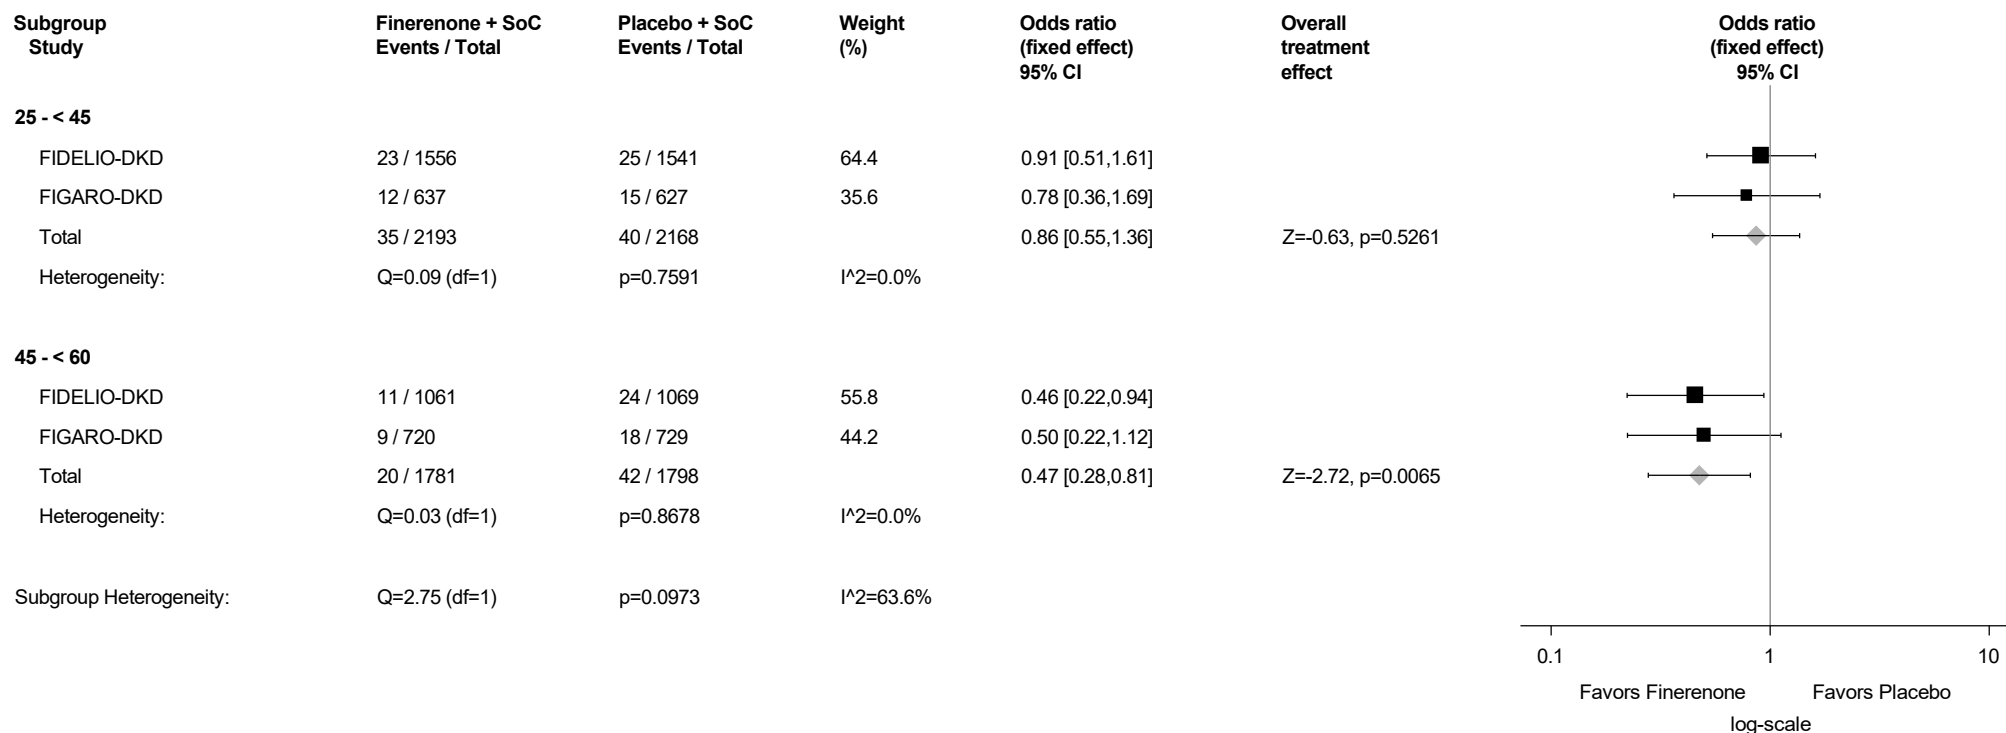 Subgroup Finerenone + SoC Placebo + SoC Weight Odds ratio Overall Odds ratio
Study Events / Total Events / Total (%) (fixed effect) treatment (fixed effect)
95% CI effect 95% CI
25 - < 45
FIDELIO-DKD 23 / 1556 25 / 1541 64.4 0.91 [0.51,1.61]
FIGARO-DKD 12 / 637 15 / 627 35.6 0.78 [0.36,1.69]
Total 35 / 2193 40 / 2168 0.86 [0.55,1.36] Z=-0.63, p=0.5261
Heterogeneity: Q=0.09 (df=1) p=0.7591 I^2=0.0%
45 - < 60
FIDELIO-DKD 11 / 1061 24 / 1069 55.8 0.46 [0.22,0.94]
FIGARO-DKD 9 / 720 18 / 729 44.2 0.50 [0.22,1.12]
Total 20 / 1781 42 / 1798 0.47 [0.28,0.81] Z=-2.72, p=0.0065
Heterogeneity: Q=0.03 (df=1) p=0.8678 I^2=0.0%
Subgroup Heterogeneity: Q=2.75 (df=1) p=0.0973 I^2=63.6%
0.1 1 10
Favors Finerenone Favors Placebo
log-scale